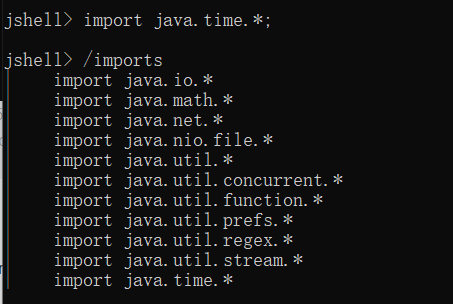 jshell> import java.time.*;
jshell> /imports
import java.io.*
import java.math.*
import java.net.*
import java.nio.file.*
import java.util.*
import java.util.concurrent.*
import java.util.function.*
import java.util.prefs.*
import java.util.regex.*
import java.util.stream.*
import java.time.*